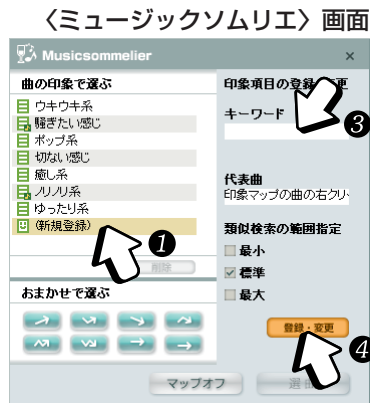 〈ミュージックソムリエ〉画面
Musicsommelier ×
曲の印象で選ぶ
ウキウキ系
騒ぎたい感じ
ポップ系
切ない感じ
癒し系
ノリノリ系
ゆったり系
(新規登録)
1
削除
おまかせで選ぶ
印象項目の登録・変更
キーワード
3
代表曲
印象マップの曲の右クリ
類似検索の範囲指定
最小
標準
最大
登録・変更
4
マップオフ